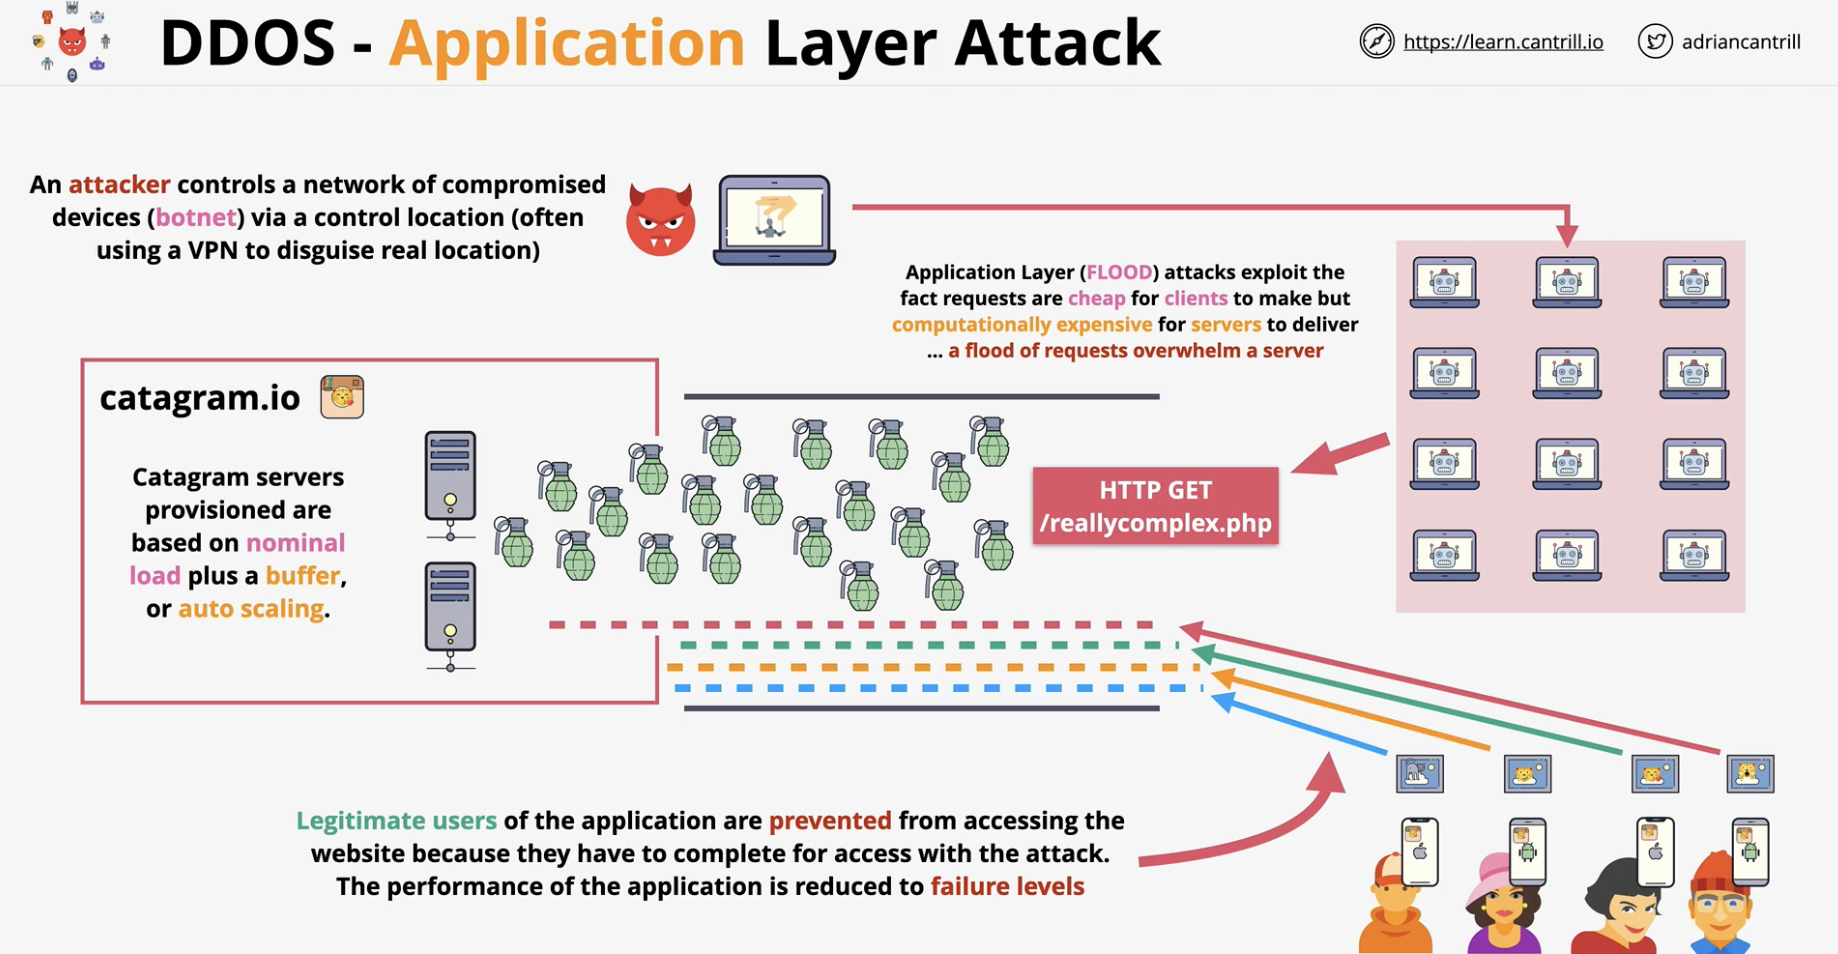 DDOS - Application Layer Attack
https://learn.cantrill.io
adriancantrill
An attacker controls a network of compromised
devices (botnet) via a control location (often
using a VPN to disguise real location)
Application Layer (FLOOD) attacks exploit the
fact requests are cheap for clients to make but
computationally expensive for servers to deliver
... a flood of requests overwhelm a server
catagram.io
Catagram servers
provisioned are
based on nominal
load plus a buffer,
or auto scaling.
HTTP GET
/reallycomplex.php
Legitimate users of the application are prevented from accessing the
website because they have to complete for access with the attack.
The performance of the application is reduced to failure levels